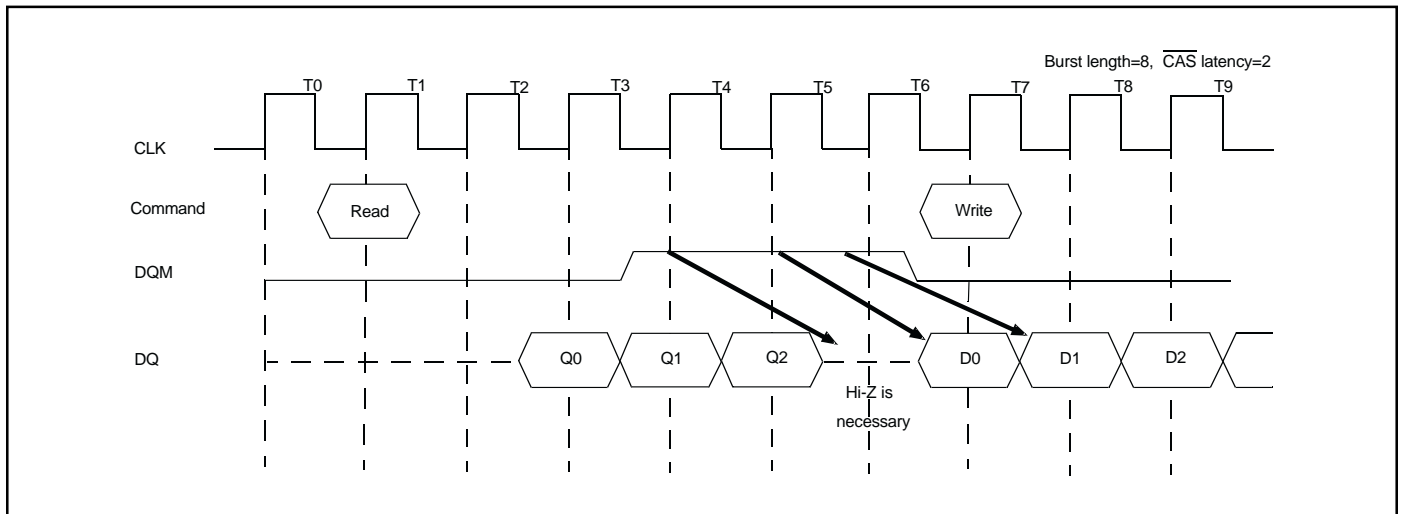 Burst length=8, CAS latency=2
T0 T1 T2 T3 T4 T5 T6 T7 T8 T9
CLK
Command Read Write
DQM
DQ Q0 Q1 Q2 D0 D1 D2
Hi-Z is
necessary